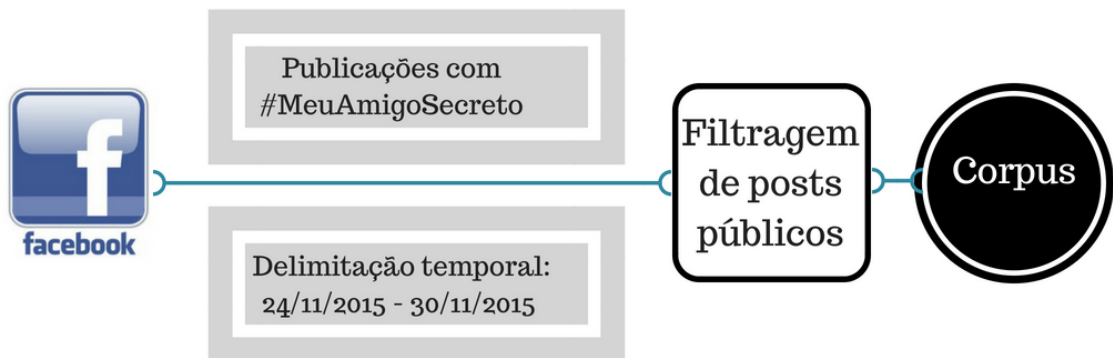 facebook
Publicações com
#MeuAmigoSecreto
Delimitação temporal:
24/11/2015 - 30/11/2015
Filtragem
de posts
públicos
Corpus